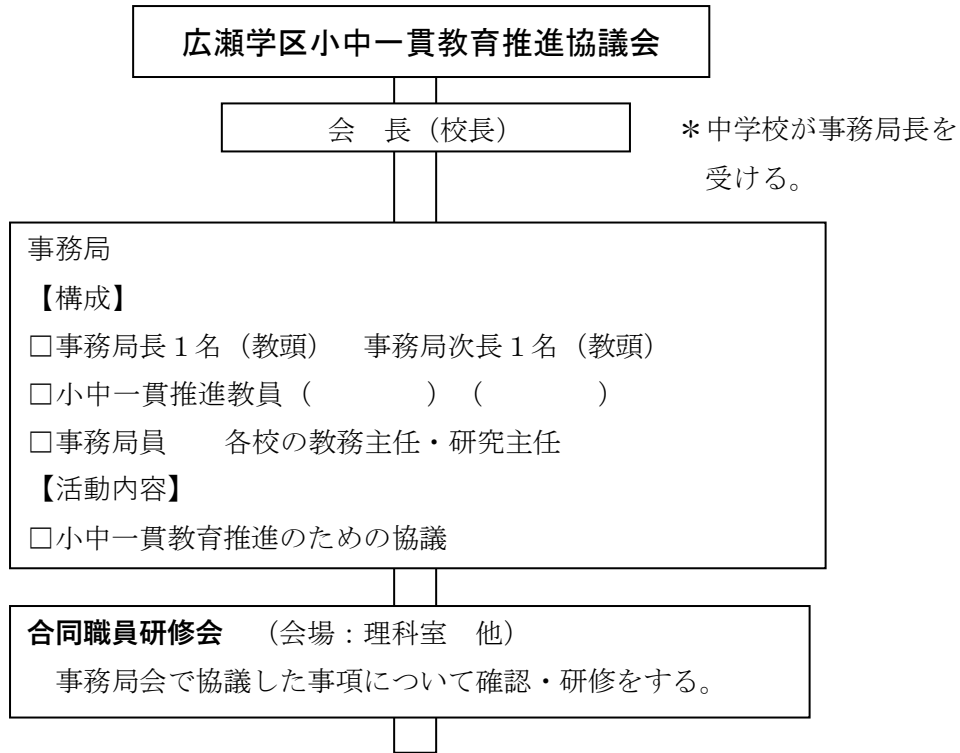 広瀬学区小中一貫教育推進協議会
会　長（校長）
＊中学校が事務局長を
受ける。
事務局
【構成】
□事務局長１名（教頭）　事務局次長１名（教頭）
□小中一貫推進教員（　　　　）（　　　　）
□事務局員　　各校の教務主任・研究主任
【活動内容】
□小中一貫教育推進のための協議
合同職員研修会　（会場：理科室　他）
事務局会で協議した事項について確認・研修をする。